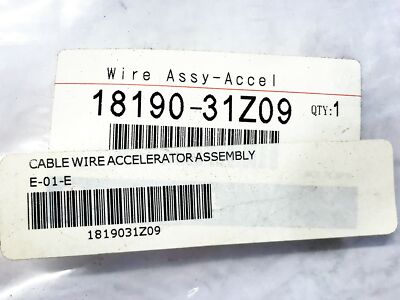 Wire Assy-Accel
18190-31Z09 QTY:1
CABLE WIRE ACCELERATOR ASSEMBLY
E-01-E
1819031Z09